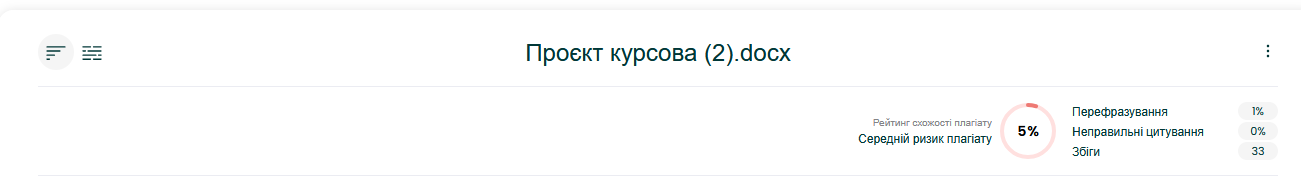 Проєкт курсова (2).docx
Рейтинг схожості плагіату
Середній ризик плагіату
5%
Перефразування 1%
Неправильні цитування 0%
Збіги 33